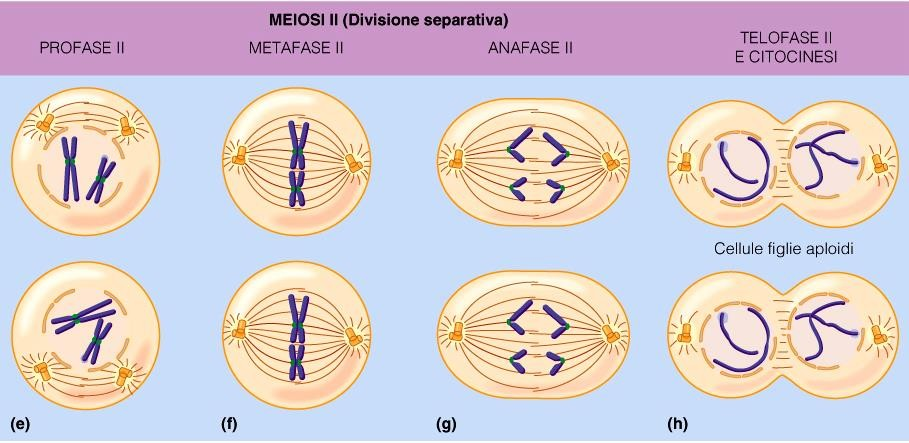 MEIOSI II (Divisione separativa)
PROFASE II
METAFASE II
ANAFASE II
TELOFASE II
E CITOCINESI
Cellule figlie aploidi
(e)
(f)
(g)
(h)